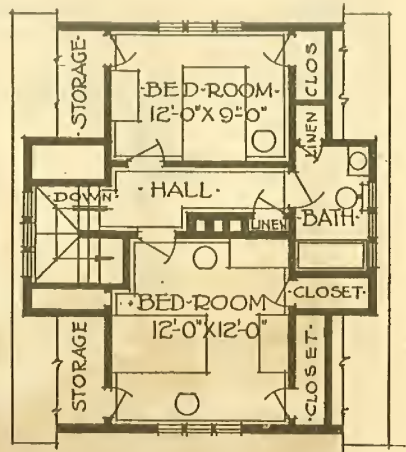 STORAGE
BED-ROOM
12'-0"X 9'-0"
CLOS
LINEN
DOWN
HALL
LINEN
BATH
BED-ROOM
12'-0"X12'-0"
CLOSET
STORAGE
CLOSET